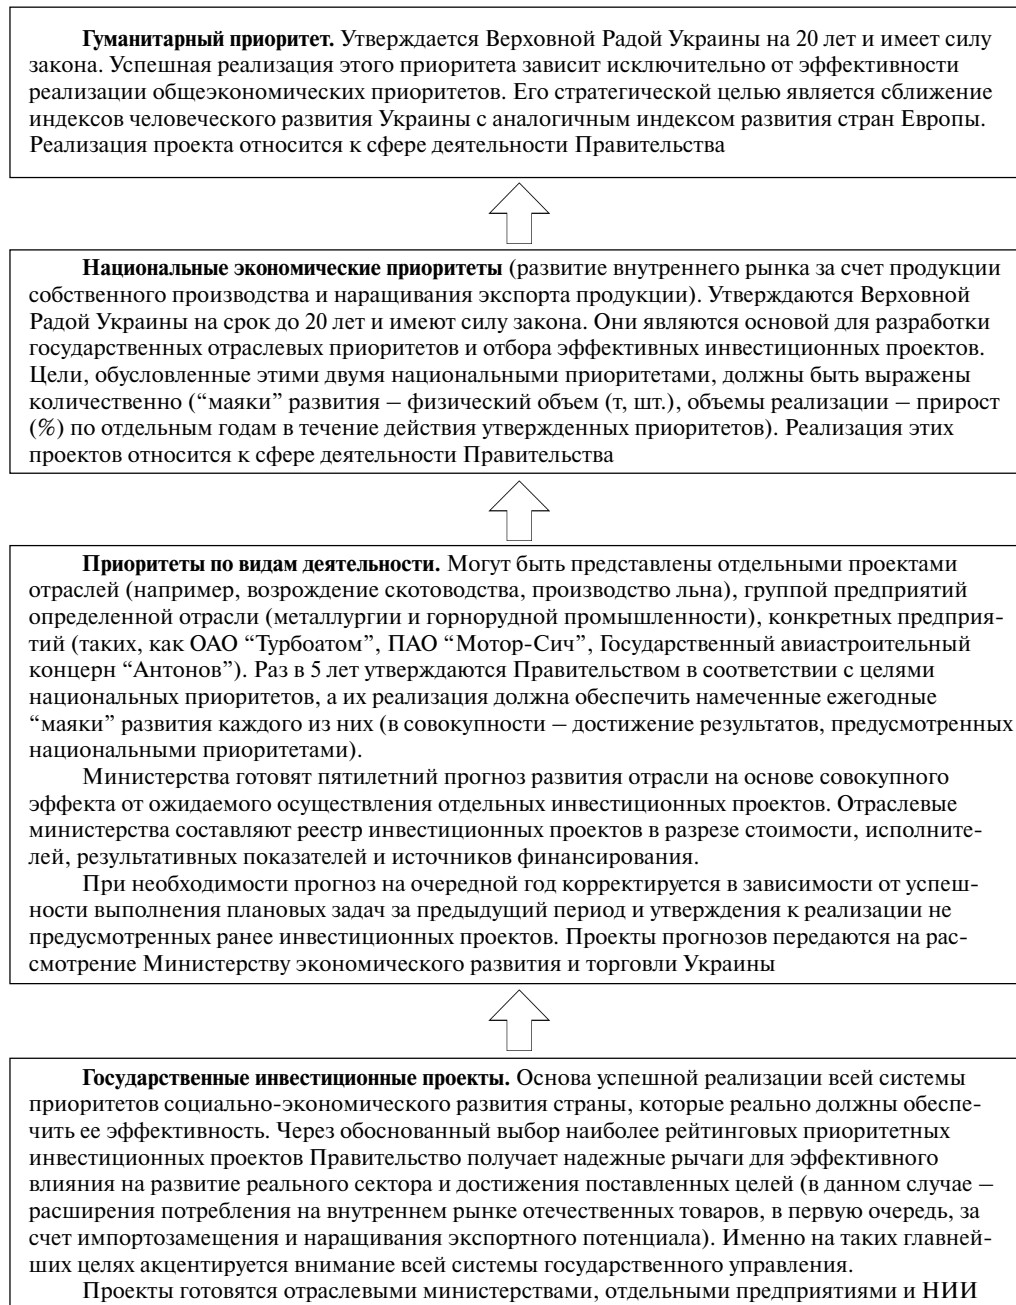 Гуманитарный приоритет. Утверждается Верховной Радой Украины на 20 лет и имеет силу
закона. Успешная реализация этого приоритета зависит исключительно от эффективности
реализации общеэкономических приоритетов. Его стратегической целью является сближение
индексов человеческого развития Украины с аналогичным индексом развития стран Европы.
Реализация проекта относится к сфере деятельности Правительства
Национальные экономические приоритеты (развитие внутреннего рынка за счет продукции
собственного производства и наращивания экспорта продукции). Утверждаются Верховной
Радой Украины на срок до 20 лет и имеют силу закона. Они являются основой для разработки
государственных отраслевых приоритетов и отбора эффективных инвестиционных проектов.
Цели, обусловленные этими двумя национальными приоритетами, должны быть выражены
количественно (“маяки” развития – физический объем (т, шт.), объемы реализации – прирост
(%) по отдельным годам в течение действия утвержденных приоритетов). Реализация этих
проектов относится к сфере деятельности Правительства
Приоритеты по видам деятельности. Могут быть представлены отдельными проектами
отраслей (например, возрождение скотоводства, производство льна), группой предприятий
определенной отрасли (металлургии и горнорудной промышленности), конкретных предприя-
тий (таких, как ОАО “Турбоатом”, ПАО “Мотор-Сич”, Государственный авиастроительный
концерн “Антонов”). Раз в 5 лет утверждаются Правительством в соответствии с целями
национальных приоритетов, а их реализация должна обеспечить намеченные ежегодные
“маяки” развития каждого из них (в совокупности – достижение результатов, предусмотренных
национальными приоритетами).
Министерства готовят пятилетний прогноз развития отрасли на основе совокупного
эффекта от ожидаемого осуществления отдельных инвестиционных проектов. Отраслевые
министерства составляют реестр инвестиционных проектов в разрезе стоимости, исполните-
лей, результативных показателей и источников финансирования.
При необходимости прогноз на очередной год корректируется в зависимости от успеш-
ности выполнения плановых задач за предыдущий период и утверждения к реализации не
предусмотренных ранее инвестиционных проектов. Проекты прогнозов передаются на рас-
смотрение Министерству экономического развития и торговли Украины
Государственные инвестиционные проекты. Основа успешной реализации всей системы
приоритетов социально-экономического развития страны, которые реально должны обеспе-
чить ее эффективность. Через обоснованный выбор наиболее рейтинговых приоритетных
инвестиционных проектов Правительство получает надежные рычаги для эффективного
влияния на развитие реального сектора и достижения поставленных целей (в данном случае –
расширения потребления на внутреннем рынке отечественных товаров, в первую очередь, за
счет импортозамещения и наращивания экспортного потенциала). Именно на таких главней-
ших целях акцентируется внимание всей системы государственного управления.
Проекты готовятся отраслевыми министерствами, отдельными предприятиями и НИИ